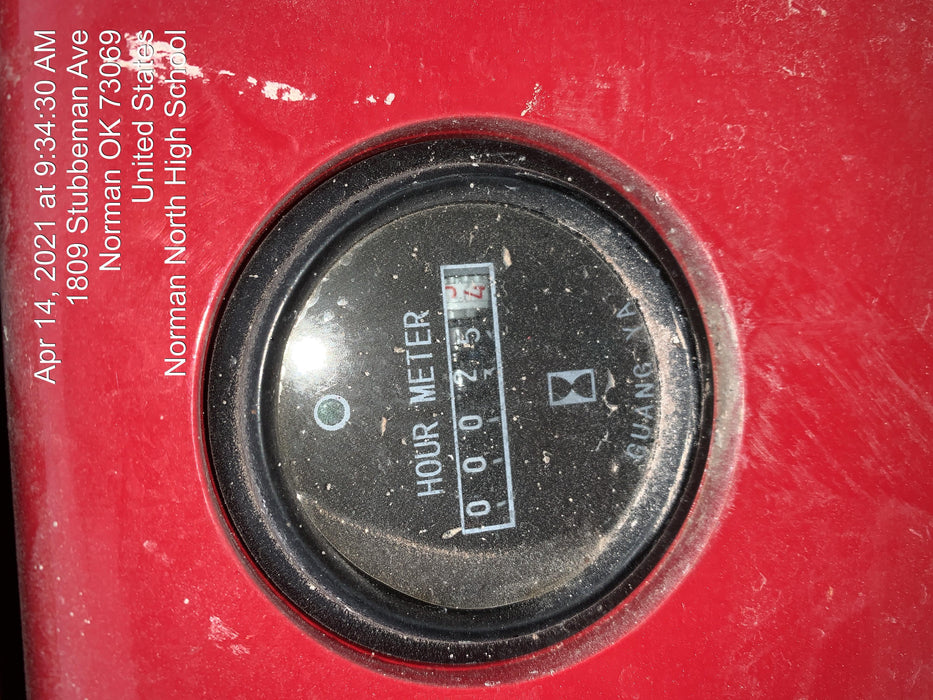 Apr 14, 2021 at 9:34:30 AM
1809 Stubbeman Ave
Norman OK 73069
United States
Norman North High School
HOUR METER
0 0 0 2 5 4
GUANG YA